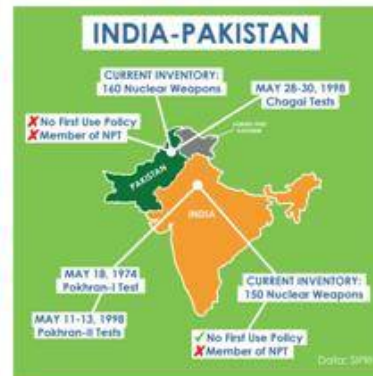 INDIA-PAKISTAN
CURRENT INVENTORY:
160 Nuclear Weapons
MAY 28-30, 1998
Chagai Tests
✗ No First Use Policy
✗ Member of NPT
PAKISTAN
INDIA
MAY 18, 1974
Pokhran-I Test
CURRENT INVENTORY:
150 Nuclear Weapons
MAY 11-13, 1998
Pokhran-II Tests
✓ No First Use Policy
✗ Member of NPT
Data: SIPRI